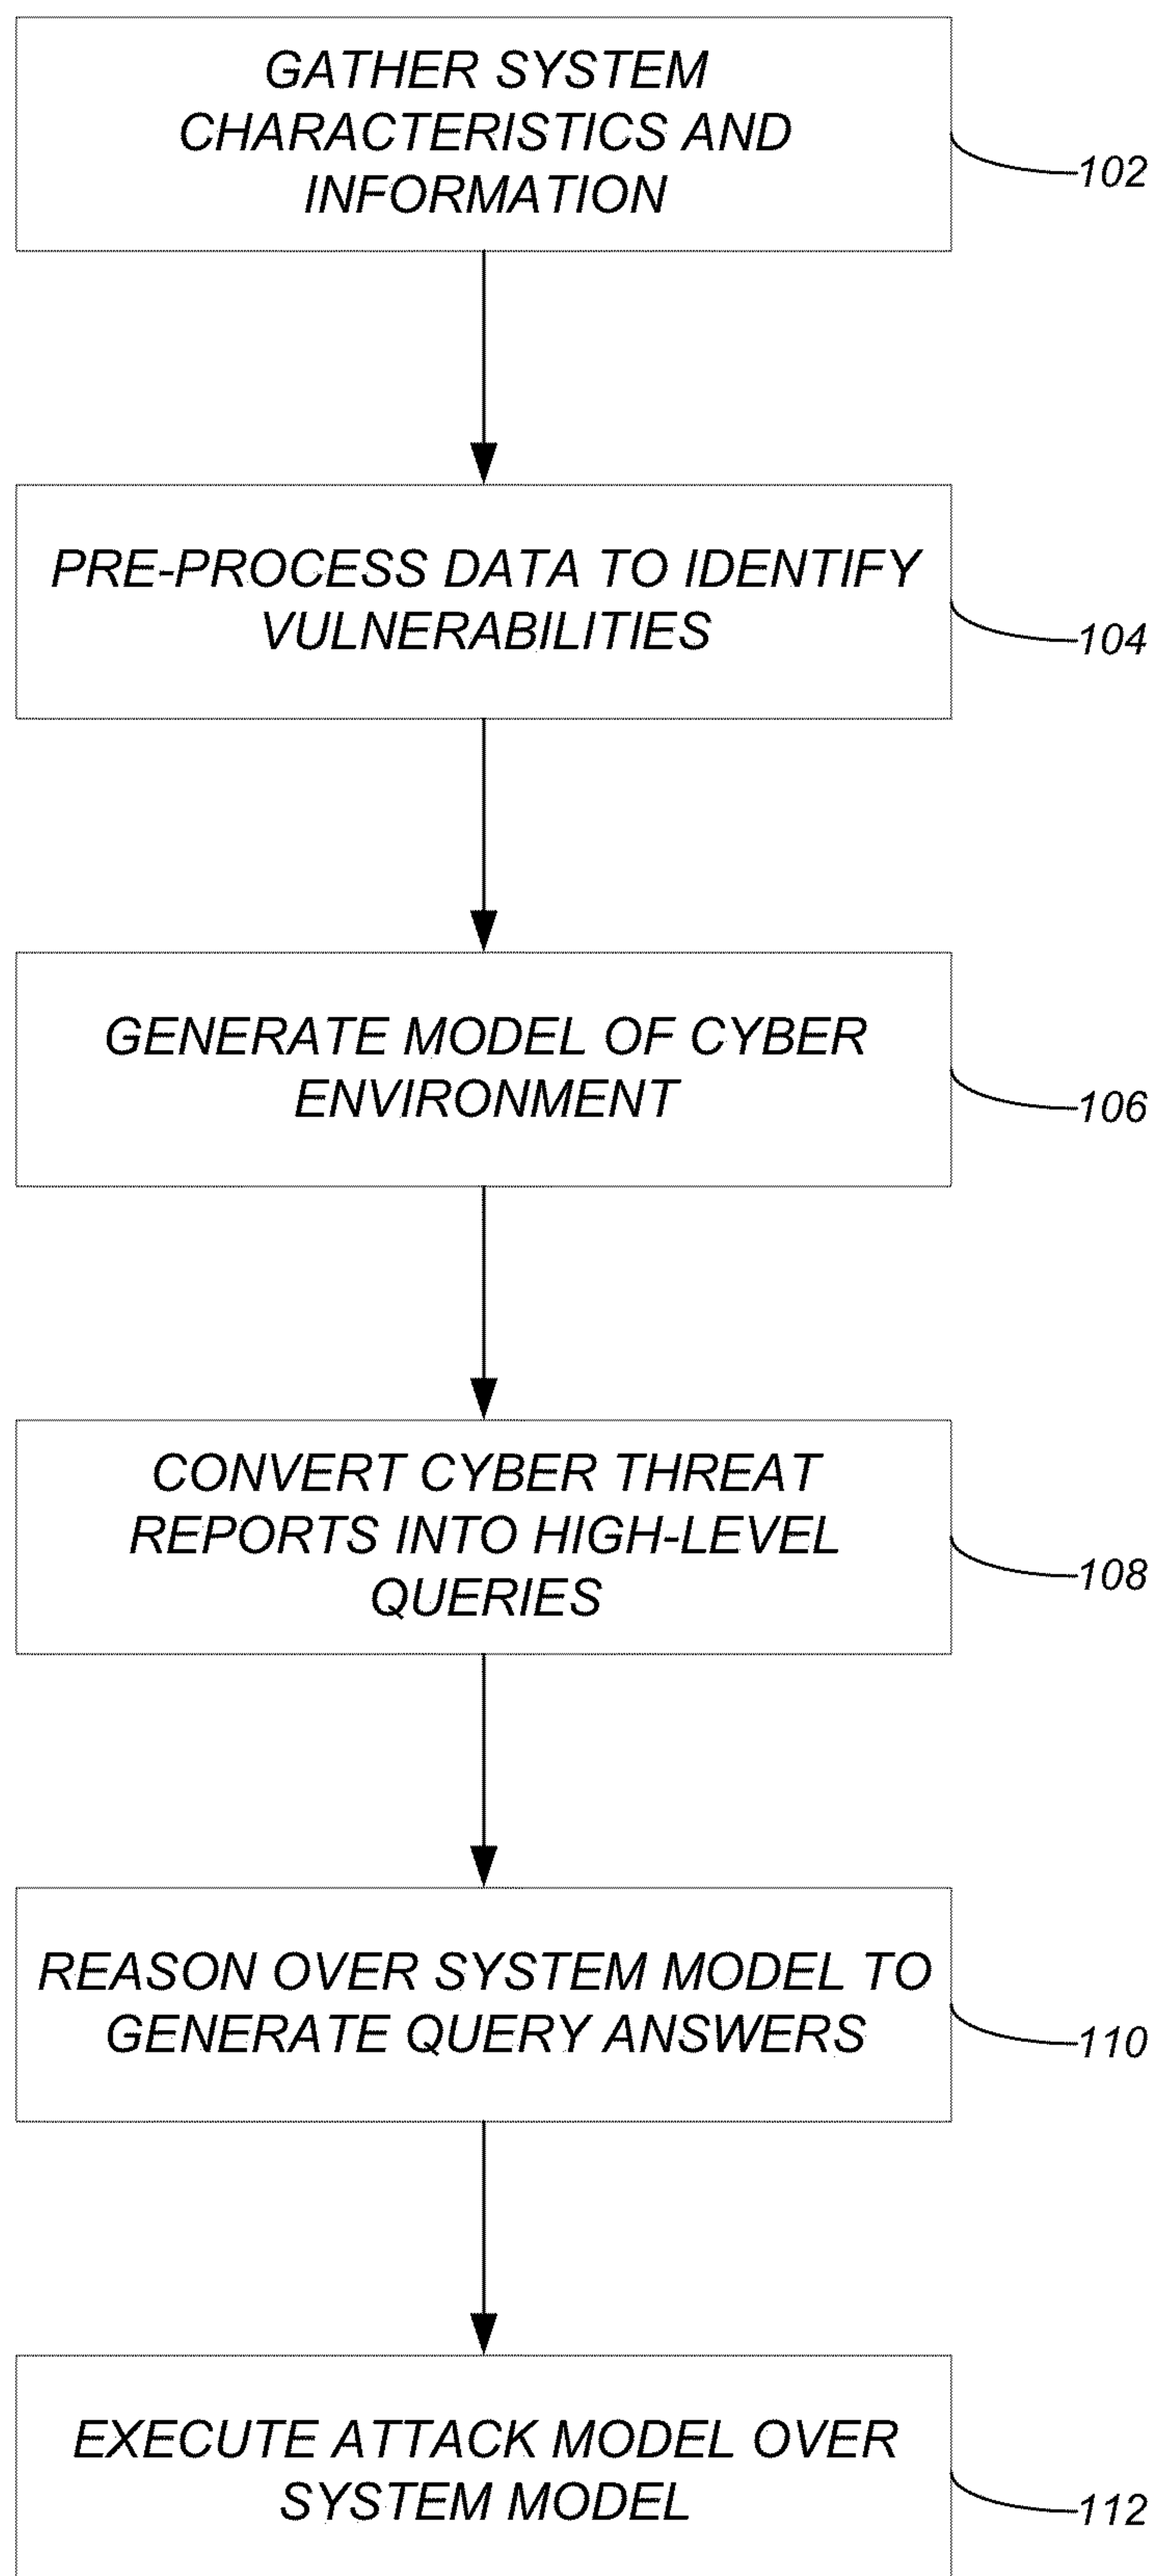 GATHER SYSTEM
CHARACTERISTICS AND
INFORMATION
102
PRE-PROCESS DATA TO IDENTIFY
VULNERABILITIES
104
GENERATE MODEL OF CYBER
ENVIRONMENT
106
CONVERT CYBER THREAT
REPORTS INTO HIGH-LEVEL
QUERIES
108
REASON OVER SYSTEM MODEL TO
GENERATE QUERY ANSWERS
110
EXECUTE ATTACK MODEL OVER
SYSTEM MODEL
112